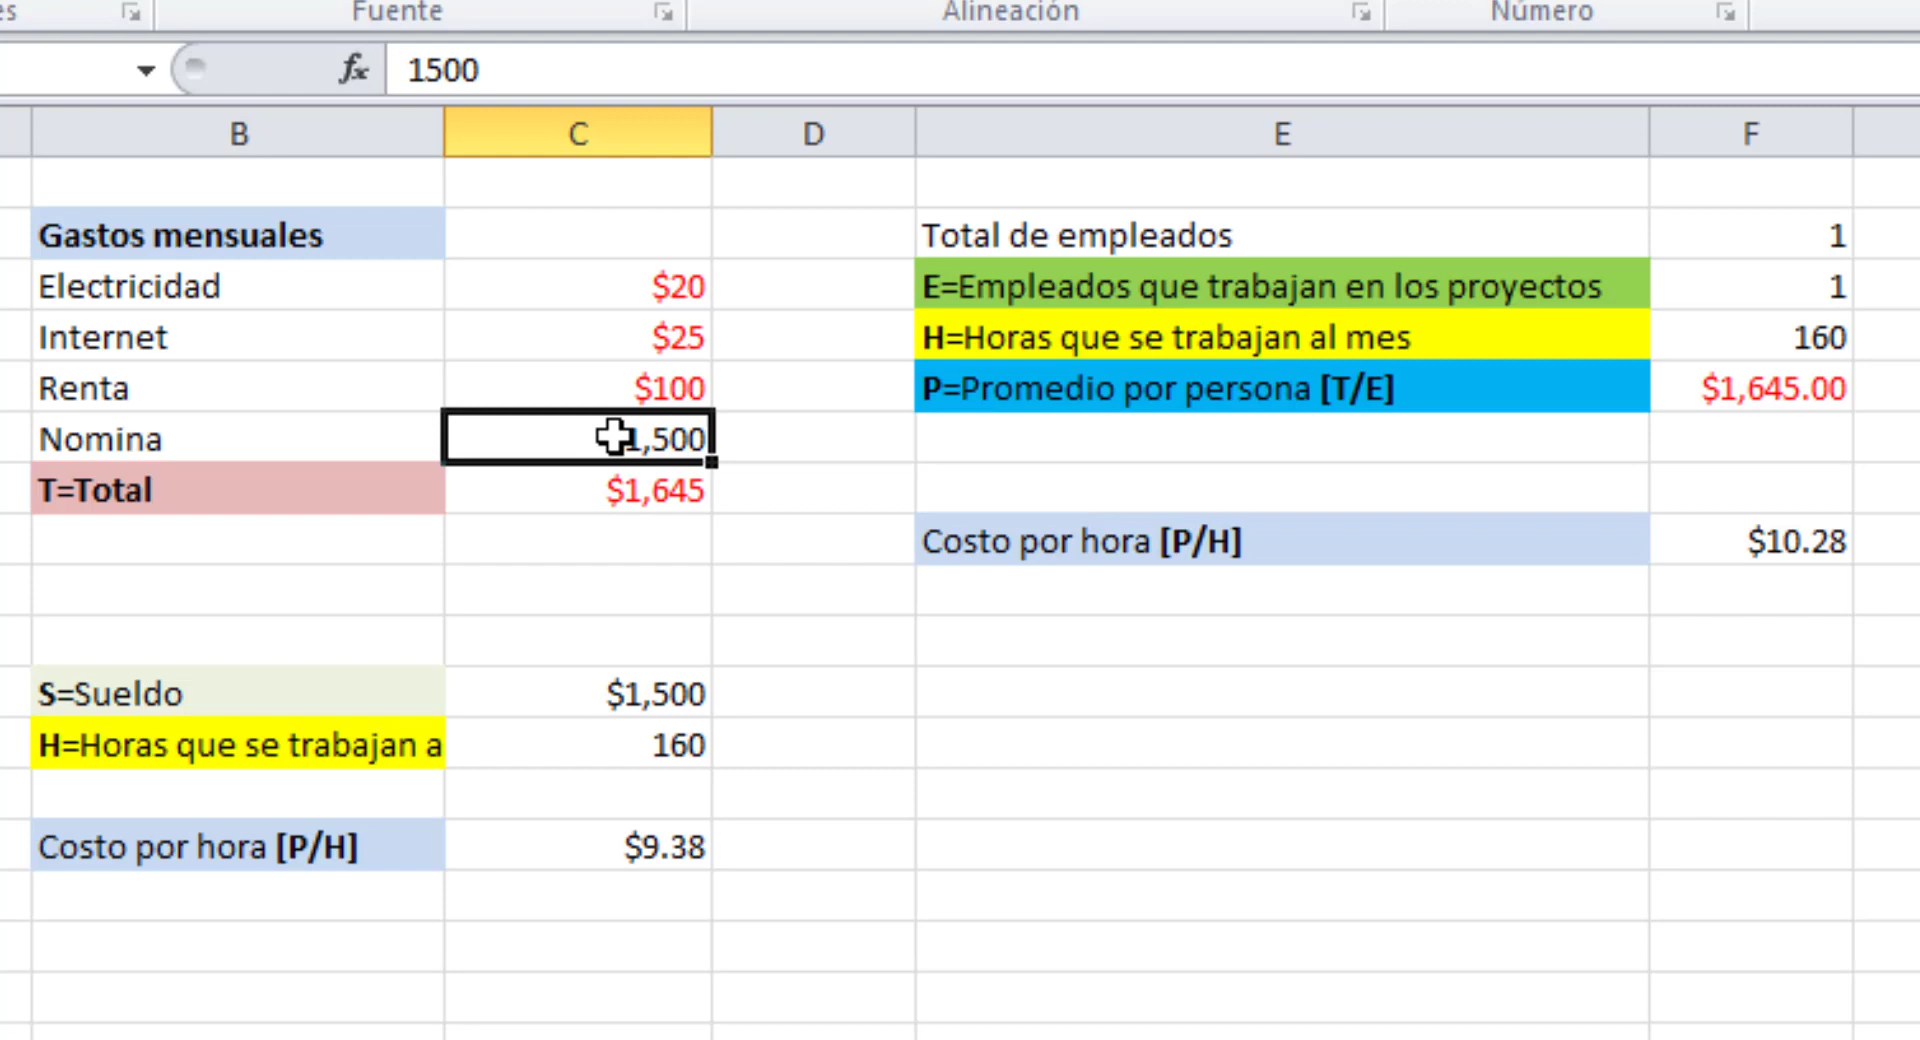 es Fuente Alineación Número
fx 1500
B C D E F
Gastos mensuales Total de empleados 1
Electricidad $20 E=Empleados que trabajan en los proyectos 1
Internet $25 H=Horas que se trabajan al mes 160
Renta $100 P=Promedio por persona [T/E] $1,645.00
Nomina 1,500
T=Total $1,645
Costo por hora [P/H] $10.28
S=Sueldo $1,500
H=Horas que se trabajan a 160
Costo por hora [P/H] $9.38